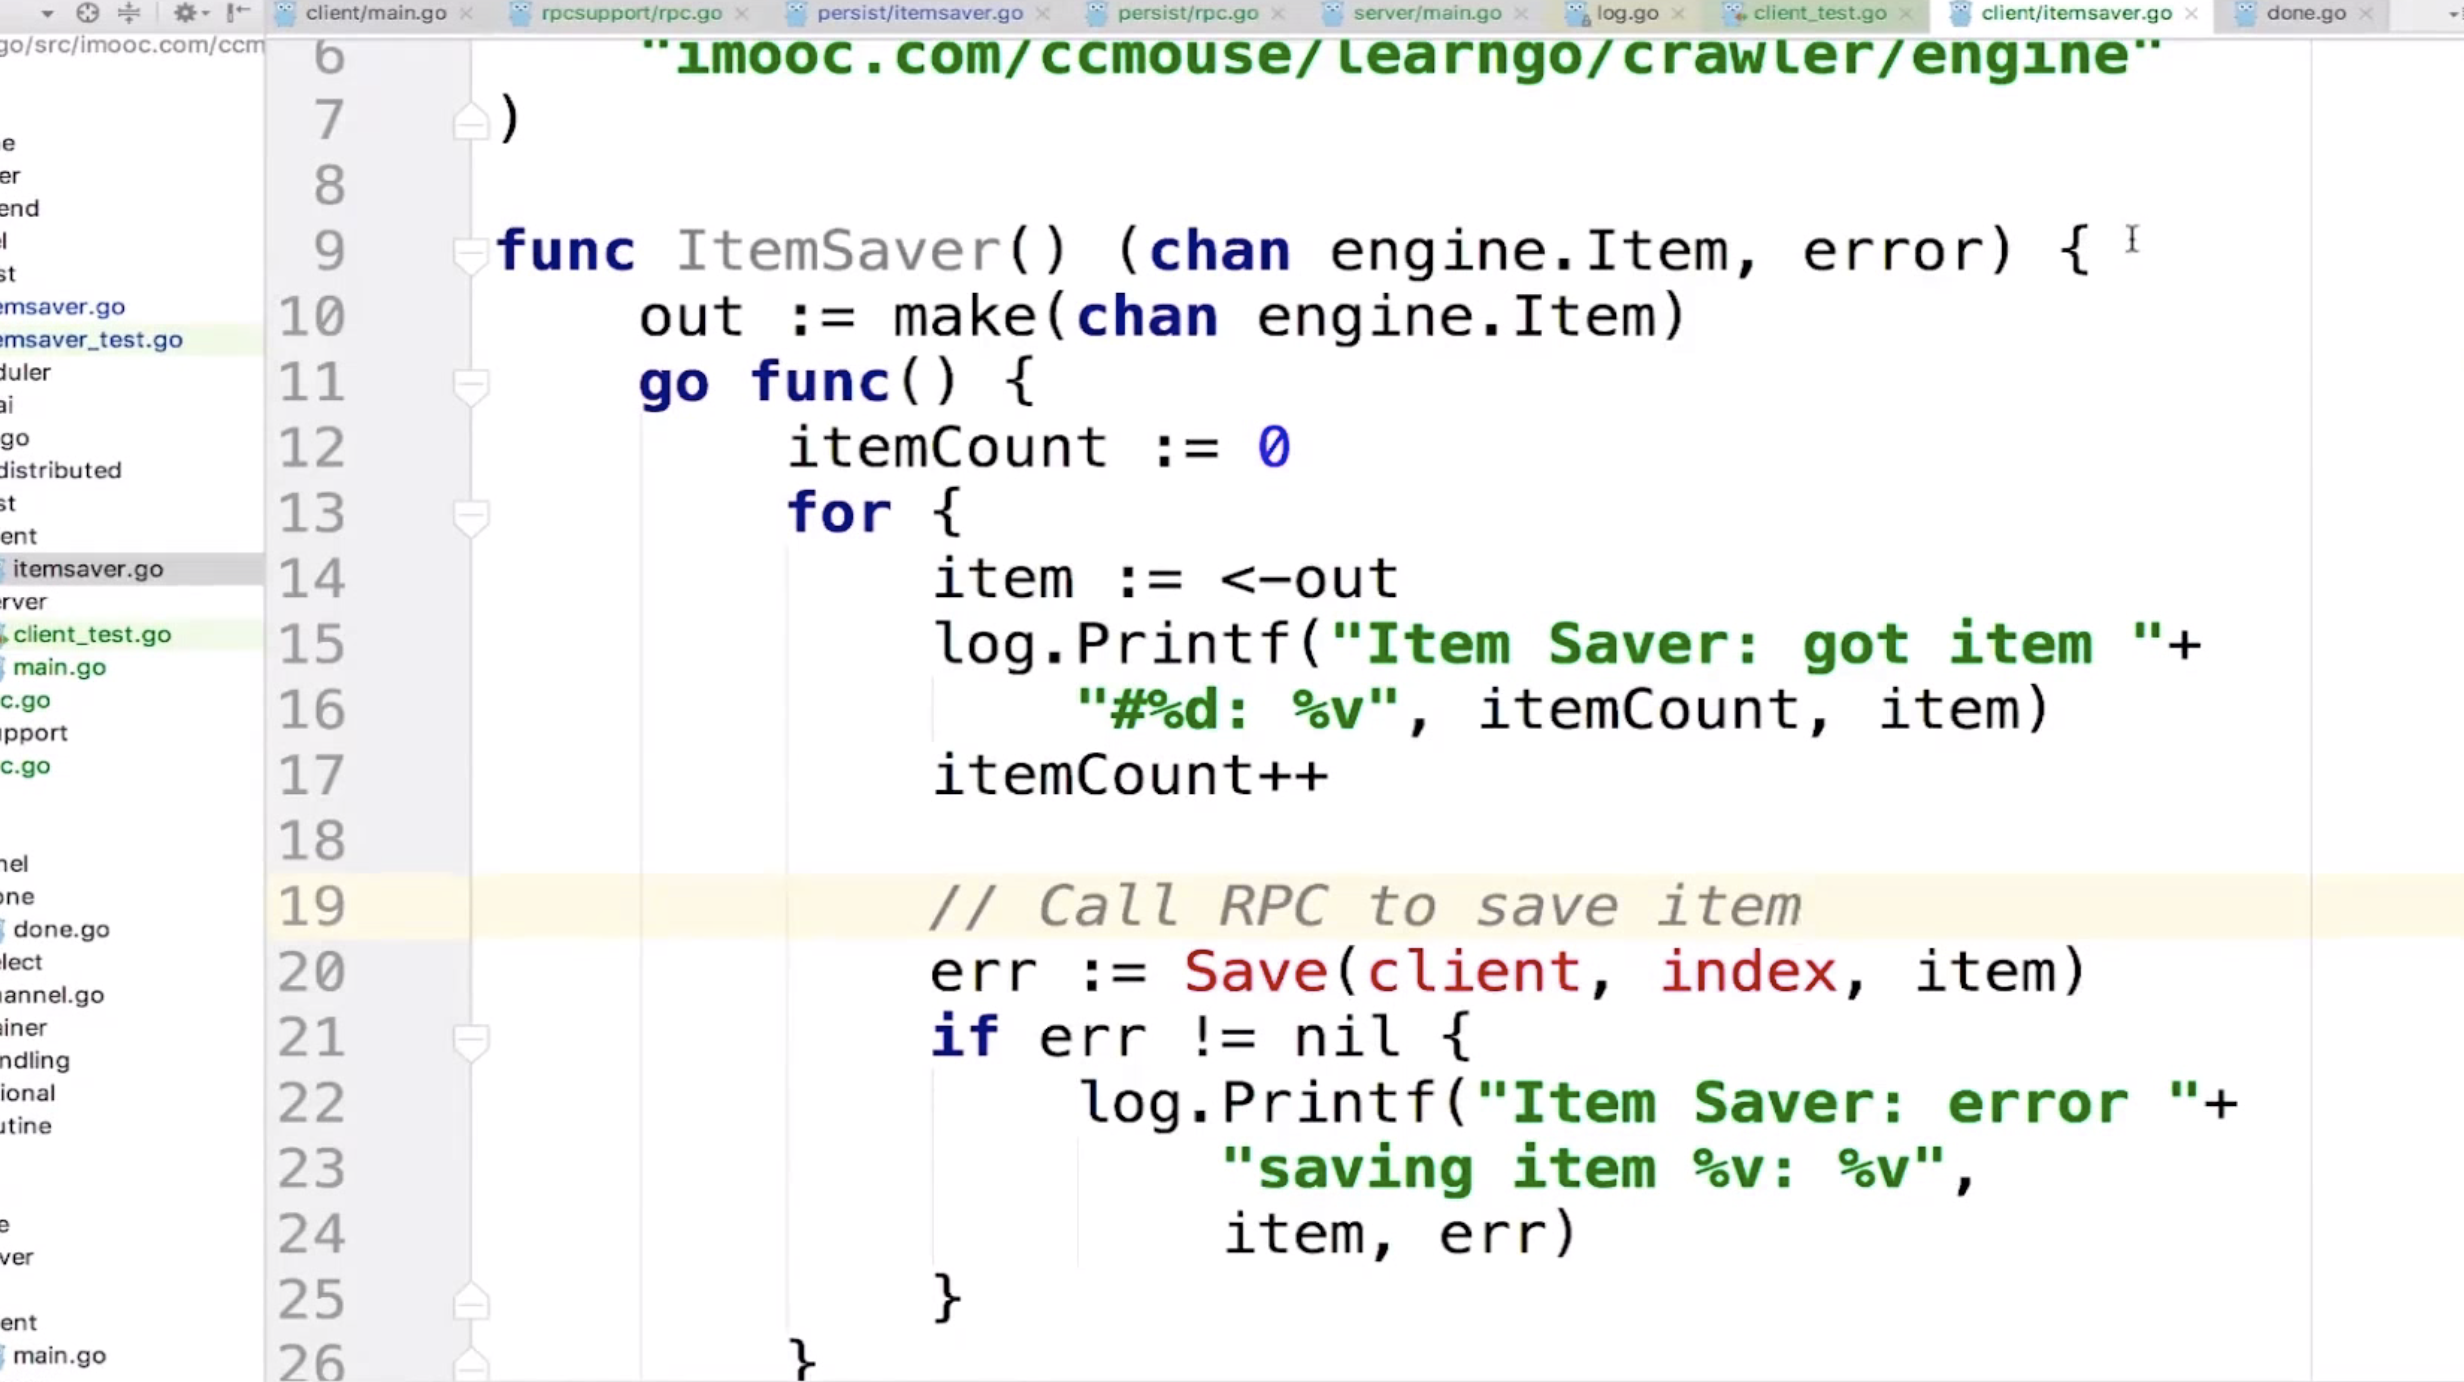 client/main.go rpcsupport/rpc.go persist/itemsaver.go persist/rpc.go server/main.go log.go client_test.go client/itemsaver.go done.go
go/src/imooc.com/ccm
e
er
end
el
st
emsaver.go
emsaver_test.go
duler
ai
go
distributed
st
ent
itemsaver.go
erver
client_test.go
main.go
c.go
pport
c.go
nel
one
done.go
elect
annel.go
ainer
ndling
ional
utine
e
ver
ent
main.go
6 "imooc.com/ccmouse/learngo/crawler/engine"
7 )
8
9 func ItemSaver() (chan engine.Item, error) {
10 out := make(chan engine.Item)
11 go func() {
12 itemCount := 0
13 for {
14 item := <-out
15 log.Printf("Item Saver: got item "+
16 "#%d: %v", itemCount, item)
17 itemCount++
18
19 // Call RPC to save item
20 err := Save(client, index, item)
21 if err != nil {
22 log.Printf("Item Saver: error "+
23 "saving item %v: %v",
24 item, err)
25 }
26 }